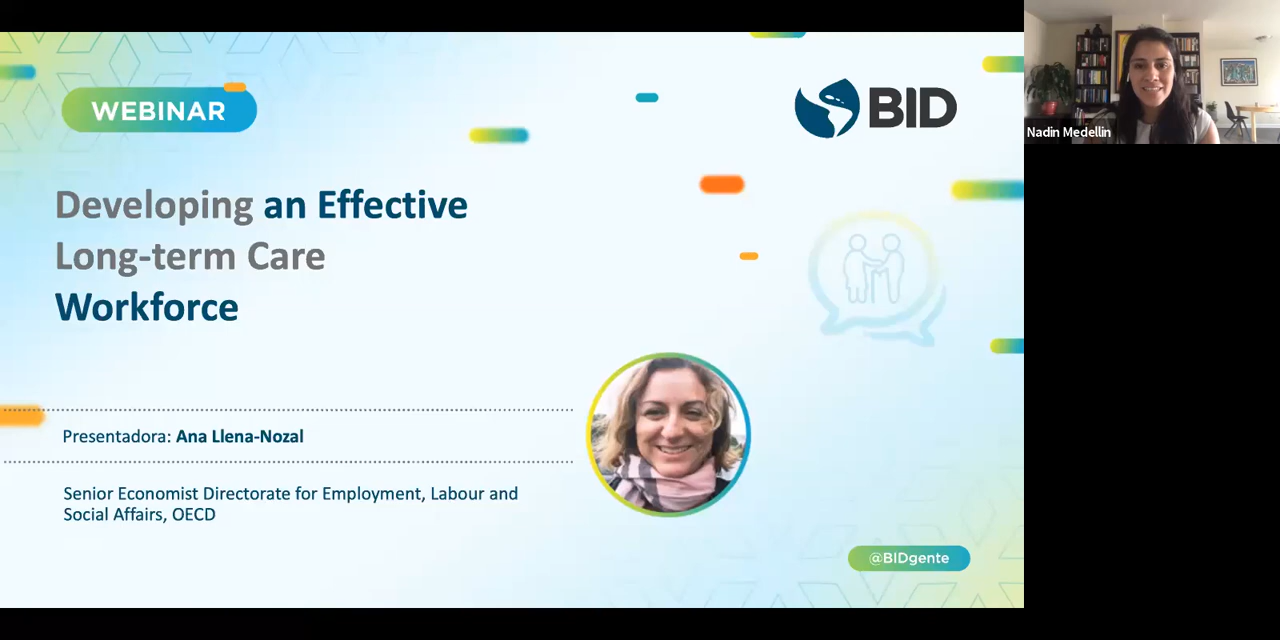 WEBINAR
BID
Developing an Effective
Long-term Care
Workforce
Presentadora: Ana Llena-Nozal
Senior Economist Directorate for Employment, Labour and
Social Affairs, OECD
@BIDgente
Nadin Medellin